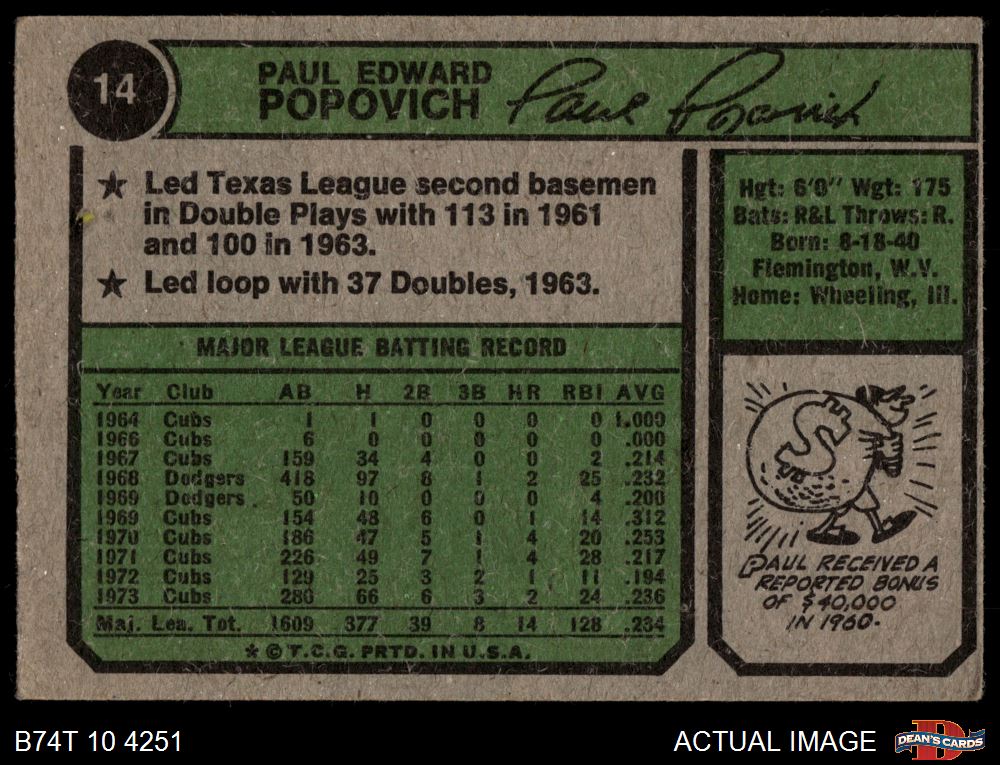 14
PAUL EDWARD
POPOVICH
Paul Popovich
★ Led Texas League second basemen
in Double Plays with 113 in 1961
and 100 in 1963.
★ Led loop with 37 Doubles, 1963.
Hgt: 6'0" Wgt: 175
Bats: R&L Throws: R.
Born: 8-18-40
Flemington, W.V.
Home: Wheeling, Ill.
MAJOR LEAGUE BATTING RECORD
Year Club AB H 2B 3B HR RBI AVG
1964 Cubs 1 1 0 0 0 0 1.000
1966 Cubs 6 0 0 0 0 0 .000
1967 Cubs 159 34 4 0 0 2 .214
1968 Dodgers 418 97 8 1 2 25 .232
1969 Dodgers 50 10 0 0 0 4 .200
1969 Cubs 154 48 6 0 1 14 .312
1970 Cubs 186 47 5 1 4 20 .253
1971 Cubs 226 49 7 1 4 28 .217
1972 Cubs 129 25 3 2 1 11 .194
1973 Cubs 280 66 6 3 2 24 .236
Maj. Lea. Tot. 1609 377 39 8 14 128 .234
* © T.C.G. PRTD. IN U.S.A.
$
PAUL RECEIVED A
REPORTED BONUS
OF $40,000
IN 1960.
B74T 10 4251
ACTUAL IMAGE
D
DEAN'S CARDS